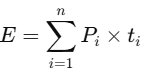 E = \sum_{i=1}^{n} P_i \times t_i